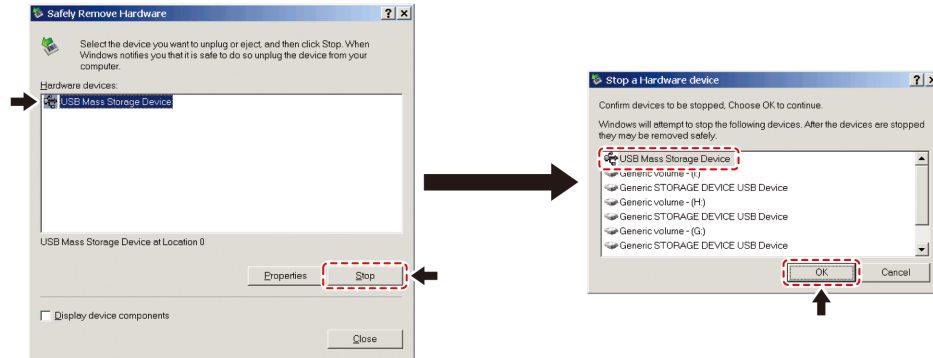 Safely Remove Hardware
Select the device you want to unplug or eject, and then click Stop. When
Windows notifies you that it is safe to do so unplug the device from your
computer.
Hardware devices:
USB Mass Storage Device
USB Mass Storage Device at Location 0
Properties
Stop
Display device components
Close
Stop a Hardware device
Confirm devices to be stopped, Choose OK to continue.
Windows will attempt to stop the following devices. After the devices are stopped
they may be removed safely.
USB Mass Storage Device
Generic volume - (I:)
Generic STORAGE DEVICE USB Device
Generic volume - (H:)
Generic STORAGE DEVICE USB Device
Generic volume - (G:)
Generic STORAGE DEVICE USB Device
OK
Cancel